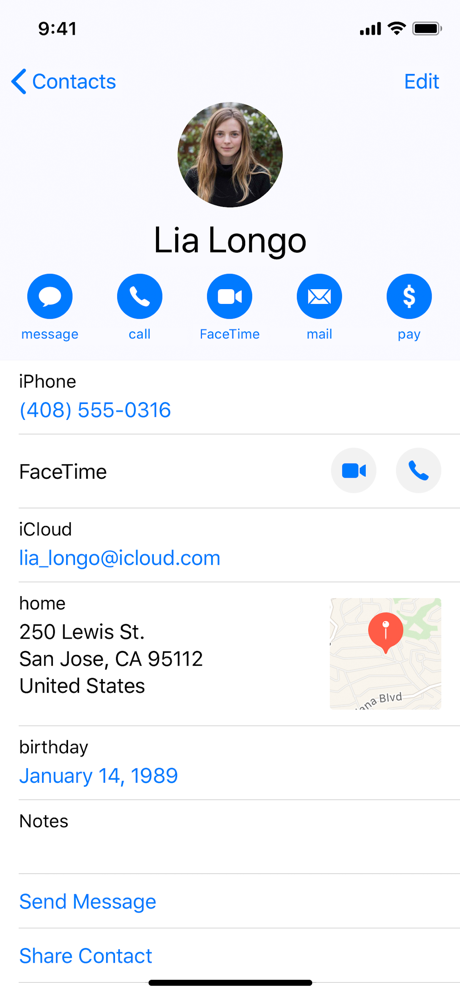 9:41
Contacts
Edit
Lia Longo
message
call
FaceTime
mail
pay
iPhone
(408) 555-0316
FaceTime
iCloud
lia_longo@icloud.com
home
250 Lewis St.
San Jose, CA 95112
United States
Blvd
birthday
January 14, 1989
Notes
Send Message
Share Contact